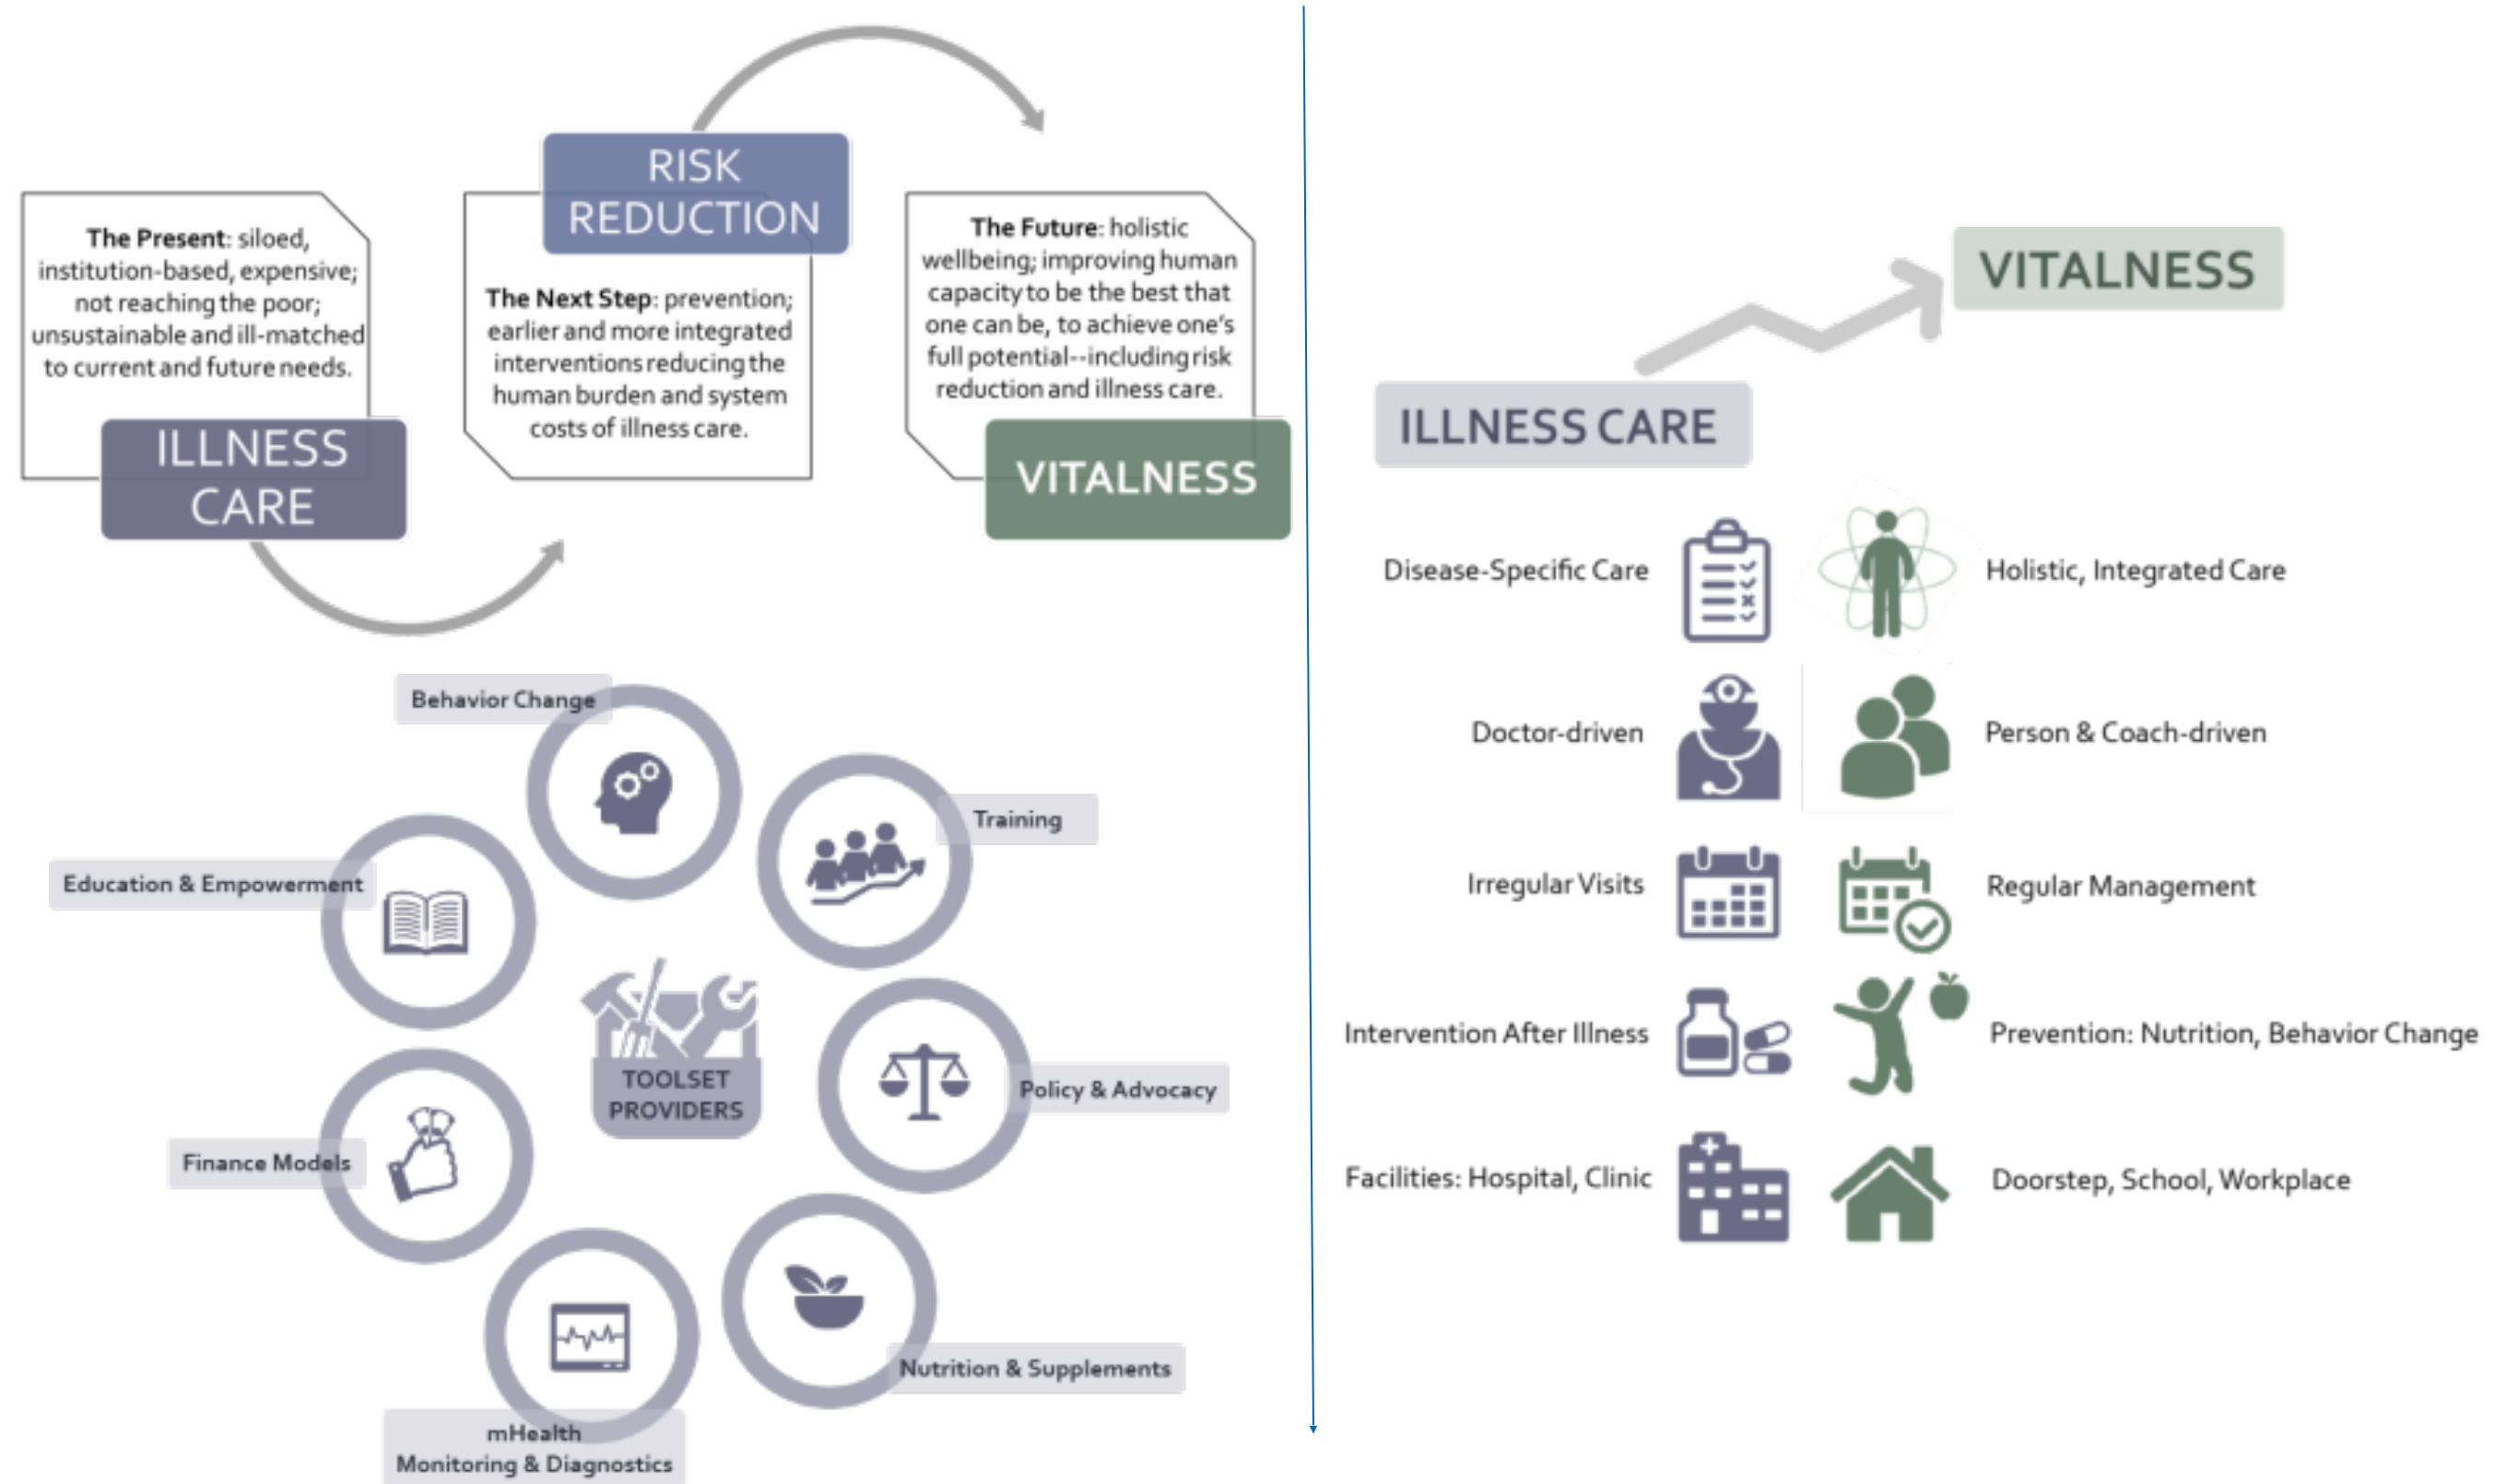 The Present: siloed,
institution-based, expensive;
not reaching the poor;
unsustainable and ill-matched
to current and future needs.
ILLNESS
CARE
RISK
REDUCTION
The Next Step: prevention;
earlier and more integrated
interventions reducing the
human burden and system
costs of illness care.
The Future: holistic
wellbeing; improving human
capacity to be the best that
one can be, to achieve one's
full potential--including risk
reduction and illness care.
VITALNESS
Behavior Change
Training
Education & Empowerment
TOOLSET
PROVIDERS
Policy & Advocacy
Finance Models
Nutrition & Supplements
mHealth
Monitoring & Diagnostics
VITALNESS
ILLNESS CARE
Disease-Specific Care
Holistic, Integrated Care
Doctor-driven
Person & Coach-driven
Irregular Visits
Regular Management
Intervention After Illness
Prevention: Nutrition, Behavior Change
Facilities: Hospital, Clinic
Doorstep, School, Workplace